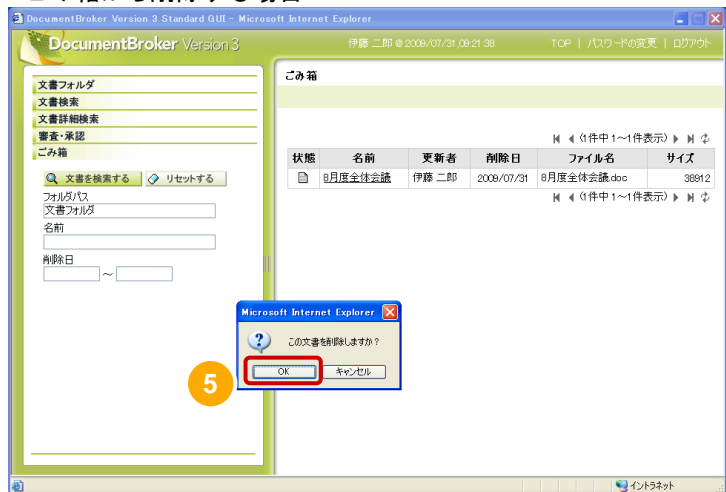 DocumentBroker Version 3 Standard GUI - Microsoft Internet Explorer
DocumentBroker Version 3
伊藤 二郎 @ 2009/07/31,09:21:38
TOP | パスワードの変更 | ログアウト
文書フォルダ
文書検索
文書詳細検索
審査・承認
ごみ箱
文書を検索する
リセットする
フォルダパス
文書フォルダ
名前
削除日
~
ごみ箱
(1件中 1~1件表示)
状態 名前 更新者 削除日 ファイル名 サイズ
8月度全体会議 伊藤 二郎 2009/07/31 8月度全体会議.doc 38912
(1件中 1~1件表示)
Microsoft Internet Explorer
この文書を削除しますか?
OK
キャンセル
5
イントラネット